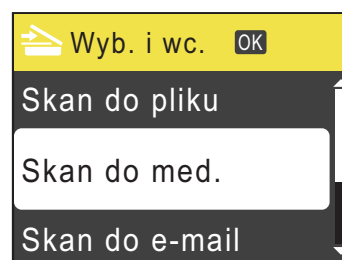 Wyb. i wc. OK
Skan do pliku
Skan do med.
Skan do e-mail